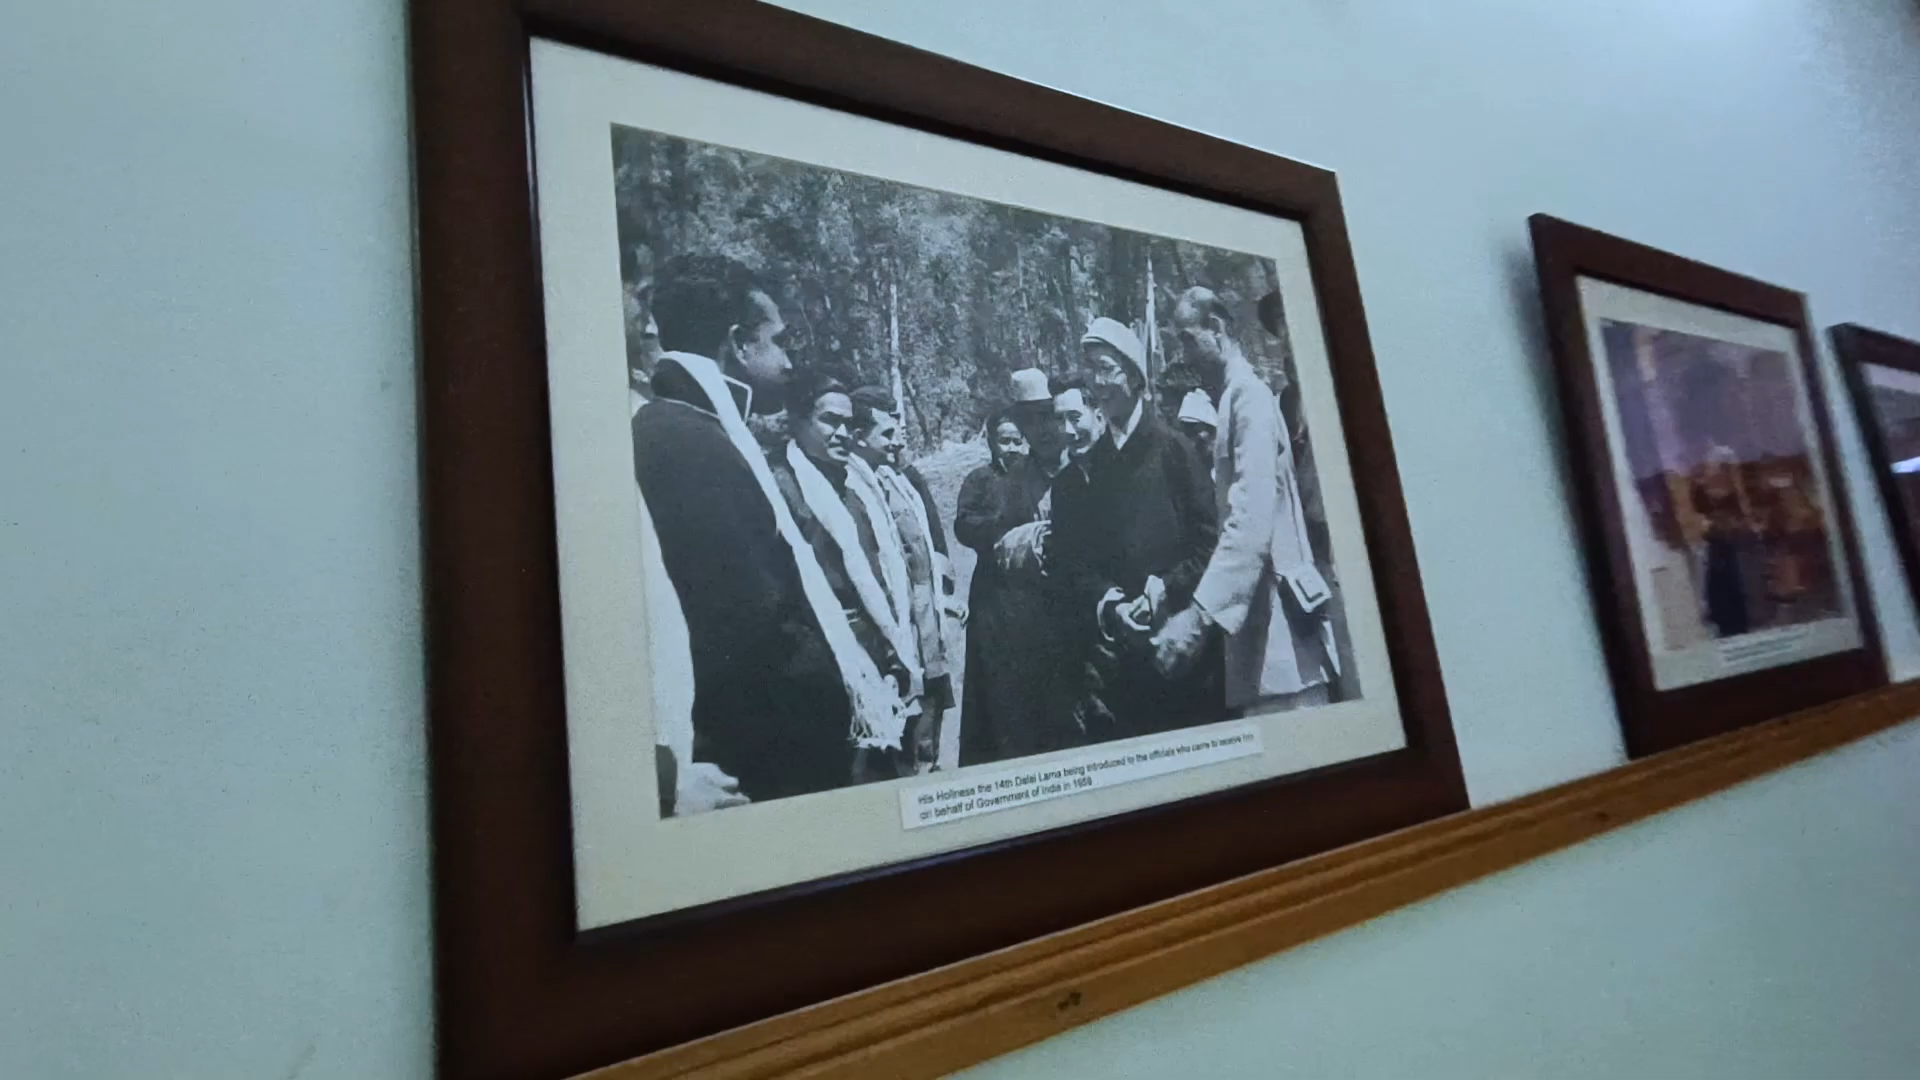 His Holiness the 14th Dalai Lama being introduced to the officials who came to receive him
on behalf of Government of India in 1959